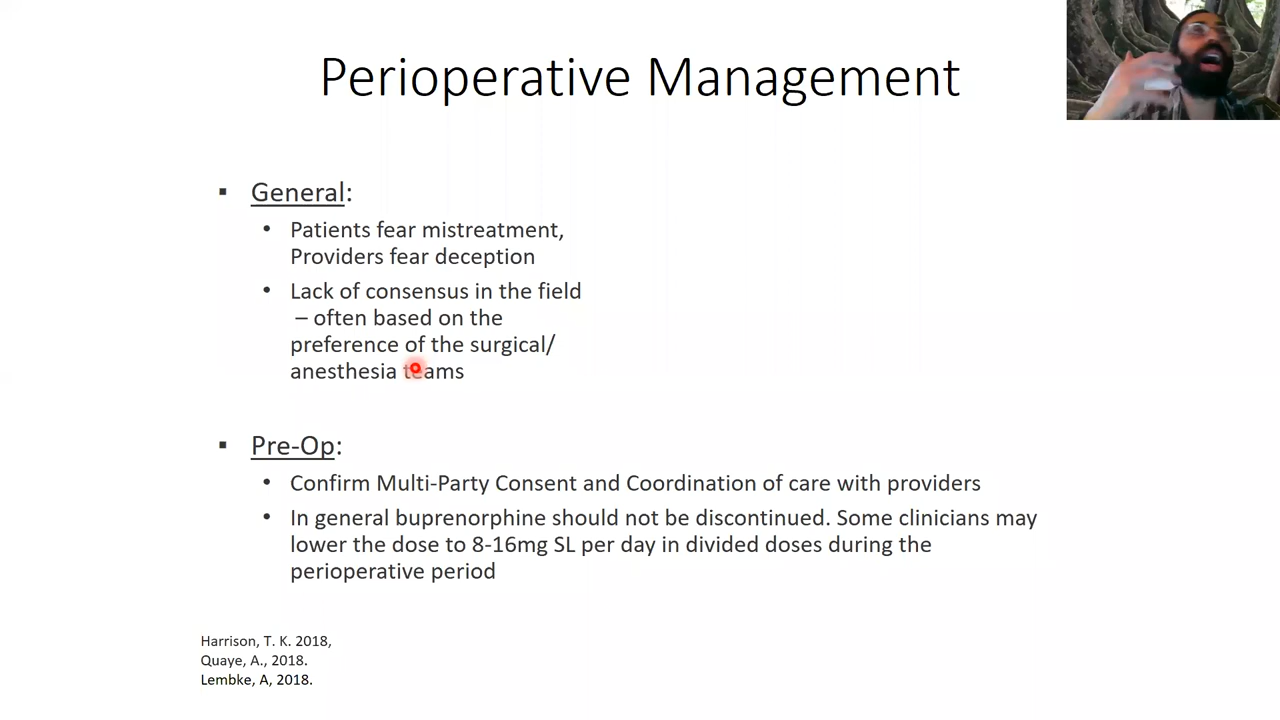 Perioperative Management
▪ General:
• Patients fear mistreatment,
Providers fear deception
• Lack of consensus in the field
– often based on the
preference of the surgical/
anesthesia teams
▪ Pre-Op:
• Confirm Multi-Party Consent and Coordination of care with providers
• In general buprenorphine should not be discontinued. Some clinicians may
lower the dose to 8-16mg SL per day in divided doses during the
perioperative period
Harrison, T. K. 2018,
Quaye, A., 2018.
Lembke, A, 2018.